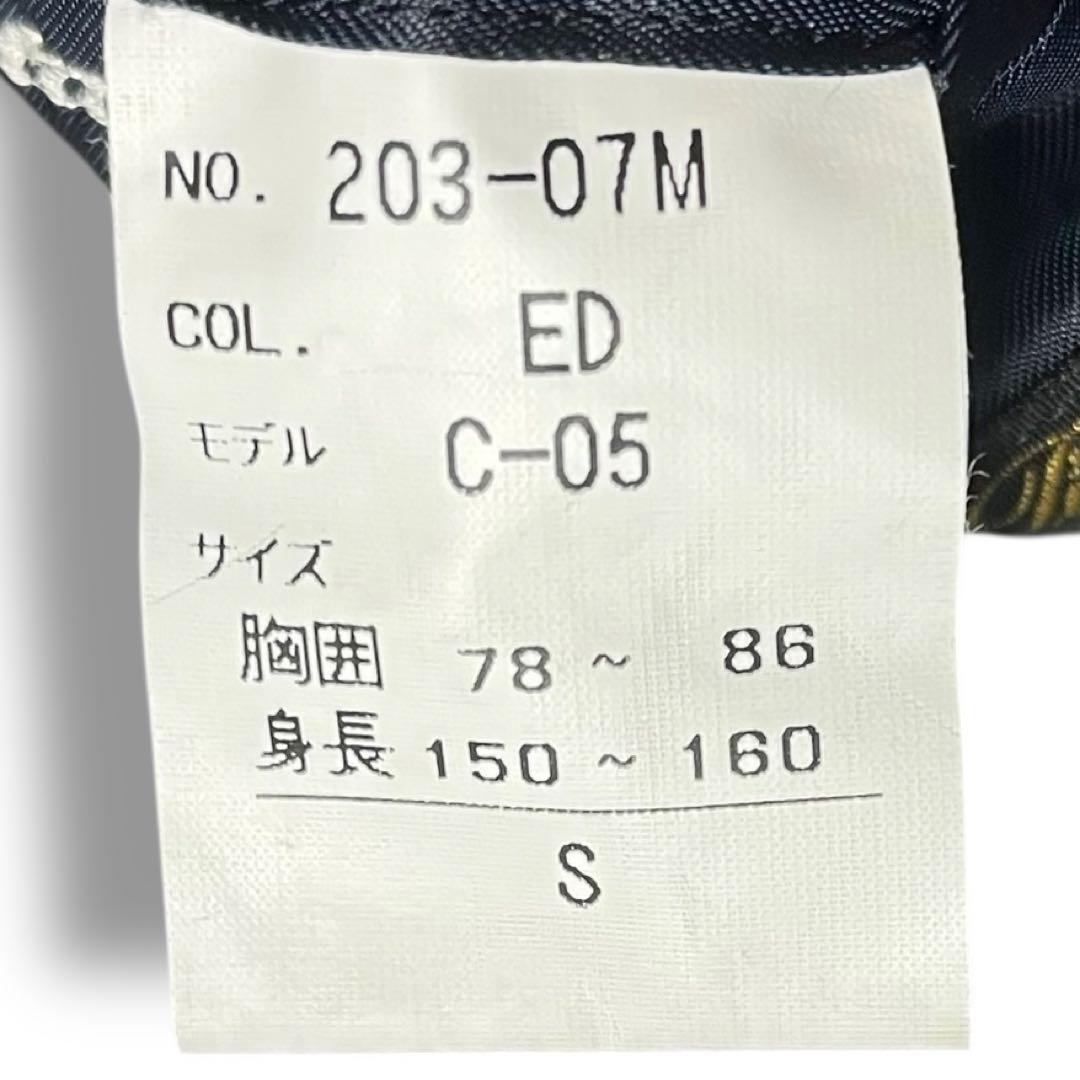 NO. 203-07M
COL. ED
モデル C-05
サイズ
胸囲 78 ~ 86
身長 150 ~ 160
S